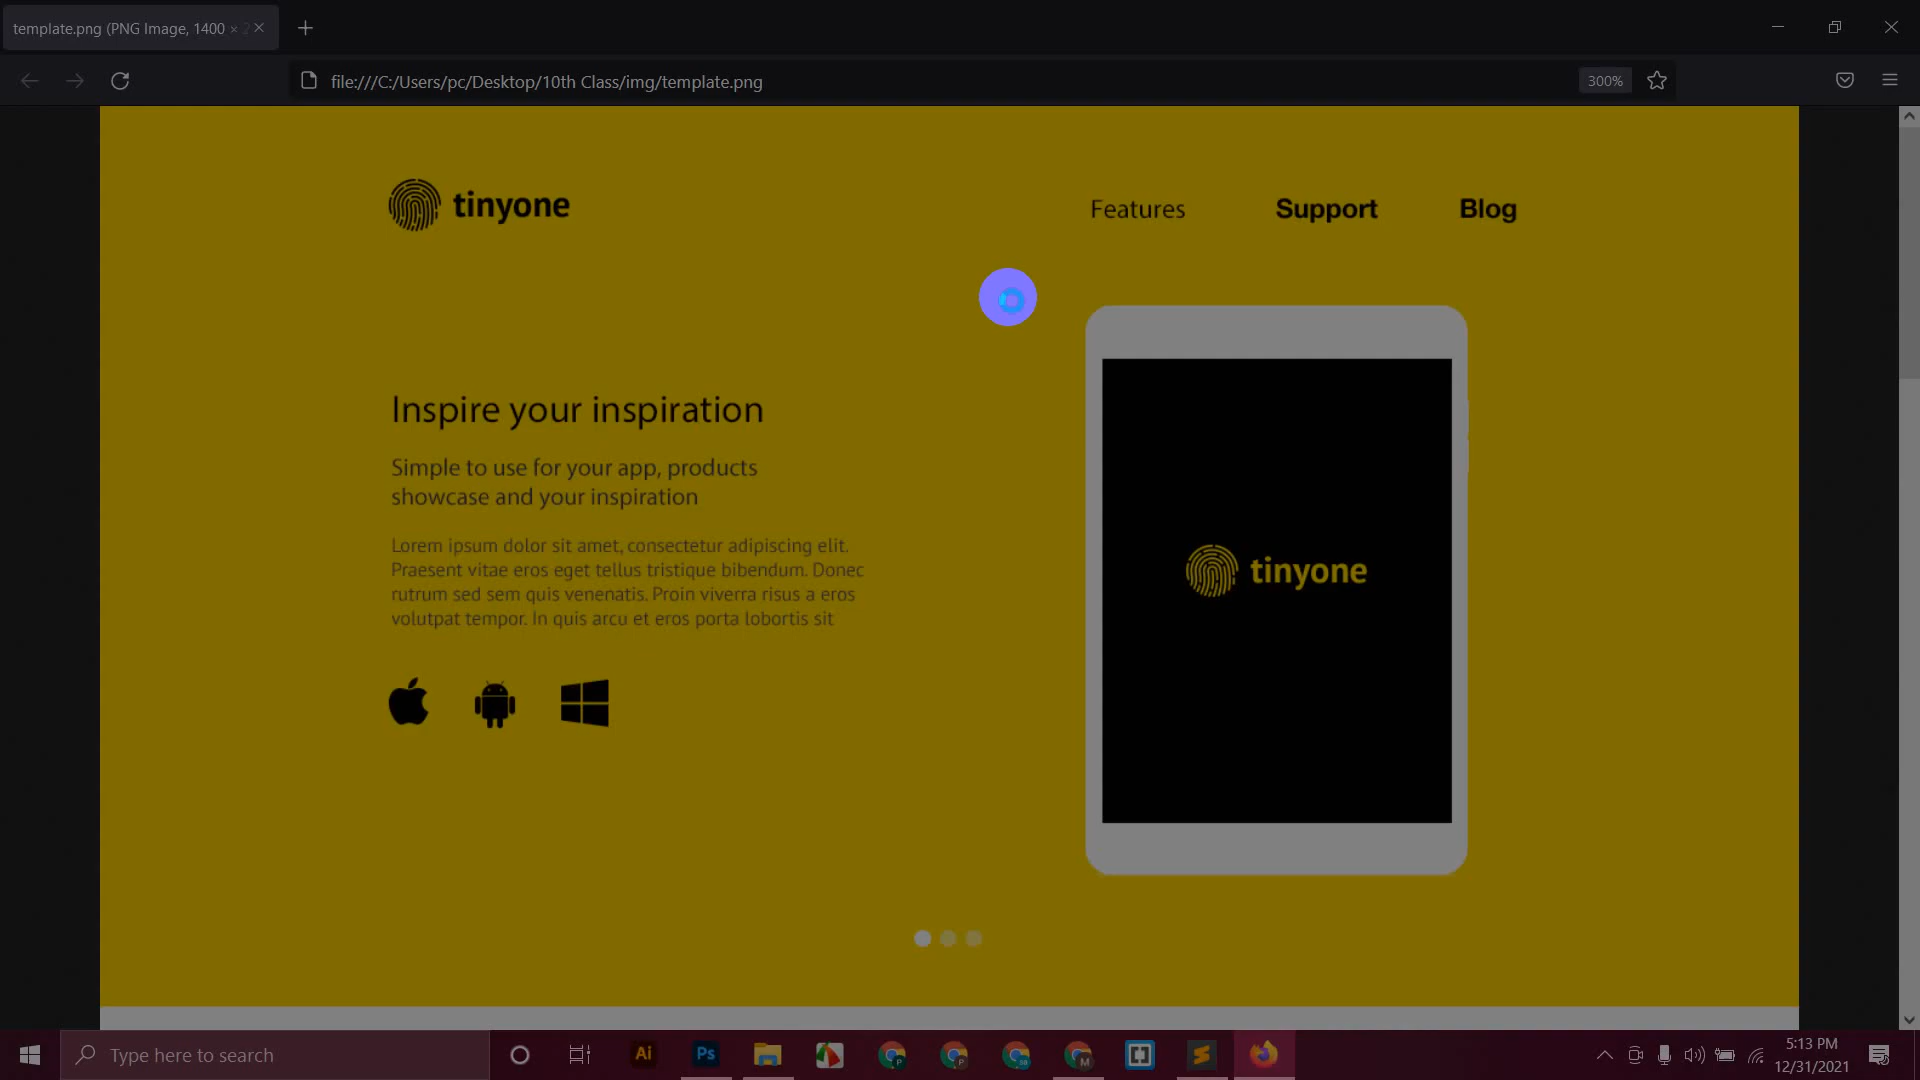 template.png (PNG Image, 1400 × 2
file:///C:/Users/pc/Desktop/10th Class/img/template.png
300%
tinyone
Features
Support
Blog
Inspire your inspiration
Simple to use for your app, products
showcase and your inspiration
Lorem ipsum dolor sit amet, consectetur adipiscing elit.
Praesent vitae eros eget tellus tristique bibendum. Donec
rutrum sed sem quis venenatis. Proin viverra risus a eros
volutpat tempor. In quis arcu et eros porta lobortis sit
tinyone
Type here to search
Ai
Ps
5:13 PM
12/31/2021